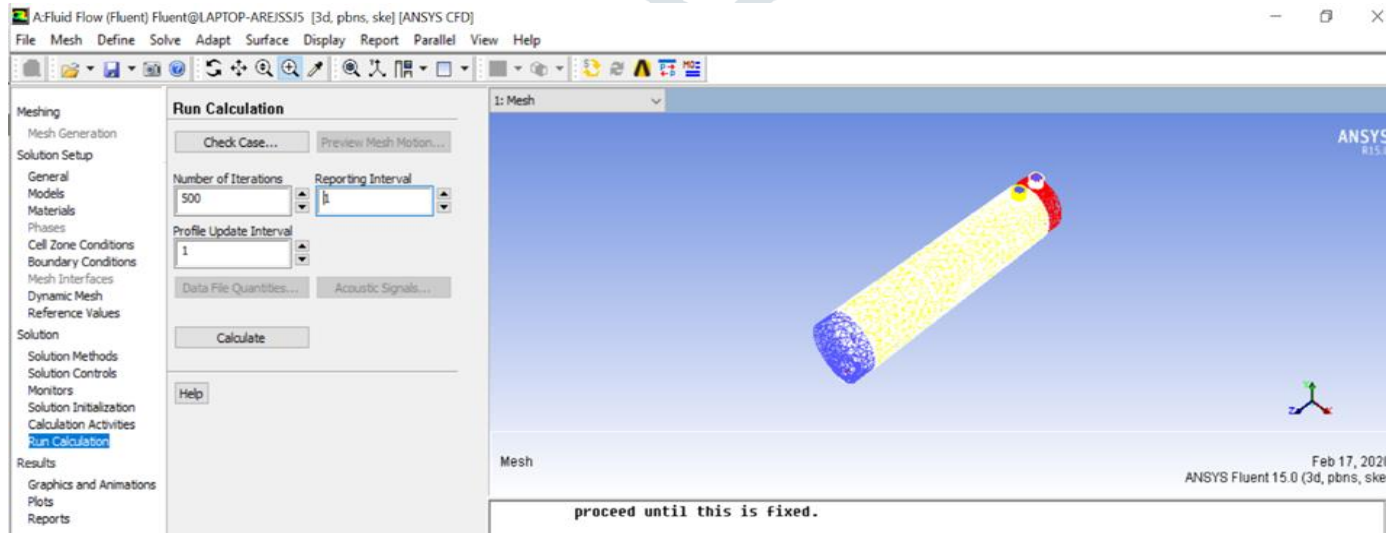 A:Fluid Flow (Fluent) Fluent@LAPTOP-AREJSSJ5 [3d, pbns, ske] [ANSYS CFD]
File Mesh Define Solve Adapt Surface Display Report Parallel View Help
Meshing
Mesh Generation
Solution Setup
General
Models
Materials
Phases
Cell Zone Conditions
Boundary Conditions
Mesh Interfaces
Dynamic Mesh
Reference Values
Solution
Solution Methods
Solution Controls
Monitors
Solution Initialization
Calculation Activities
Run Calculation
Results
Graphics and Animations
Plots
Reports
Run Calculation
Check Case... Preview Mesh Motion...
Number of Iterations Reporting Interval
500 1
Profile Update Interval
1
Data File Quantities... Acoustic Signals...
Calculate
Help
1: Mesh
ANSYS
R15.
Y
Z X
Mesh
Feb 17, 202
ANSYS Fluent 15.0 (3d, pbns, ske
proceed until this is fixed.